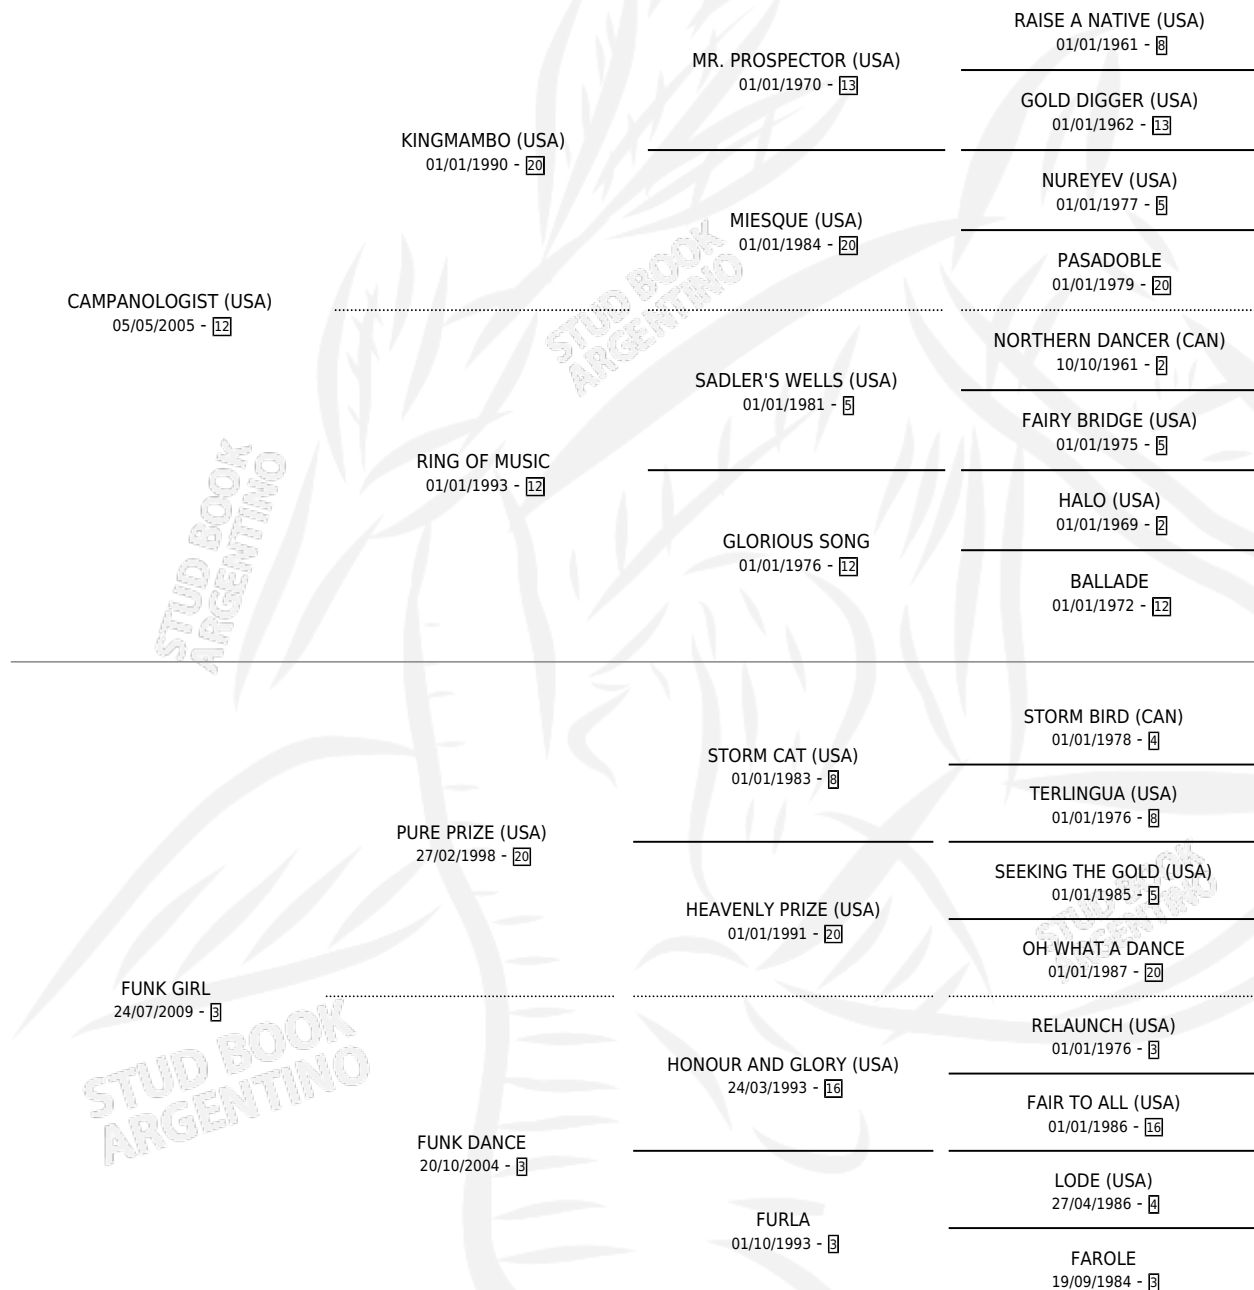 RAISE A NATIVE (USA)
01/01/1961 - 8
MR. PROSPECTOR (USA)
01/01/1970 - 13
GOLD DIGGER (USA)
01/01/1962 - 13
KINGMAMBO (USA)
01/01/1990 - 20
NUREYEV (USA)
01/01/1977 - 5
MIESQUE (USA)
01/01/1984 - 20
PASADOBLE
01/01/1979 - 20
CAMPANOLOGIST (USA)
05/05/2005 - 12
NORTHERN DANCER (CAN)
10/10/1961 - 2
SADLER'S WELLS (USA)
01/01/1981 - 5
FAIRY BRIDGE (USA)
01/01/1975 - 5
RING OF MUSIC
01/01/1993 - 12
HALO (USA)
01/01/1969 - 2
GLORIOUS SONG
01/01/1976 - 12
BALLADE
01/01/1972 - 12
STORM BIRD (CAN)
01/01/1978 - 4
STORM CAT (USA)
01/01/1983 - 8
TERLINGUA (USA)
01/01/1976 - 8
PURE PRIZE (USA)
27/02/1998 - 20
SEEKING THE GOLD (USA)
01/01/1985 - 5
HEAVENLY PRIZE (USA)
01/01/1991 - 20
OH WHAT A DANCE
01/01/1987 - 20
FUNK GIRL
24/07/2009 - 3
RELAUNCH (USA)
01/01/1976 - 3
HONOUR AND GLORY (USA)
24/03/1993 - 16
FAIR TO ALL (USA)
01/01/1986 - 16
FUNK DANCE
20/10/2004 - 3
LODE (USA)
27/04/1986 - 4
FURLA
01/10/1993 - 3
FAROLE
19/09/1984 - 3
STUD BOOK
ARGENTINO
STUD BOOK
ARGENTINO
STUD BOOK
ARGENTINO
STUD BOOK
ARGENTINO